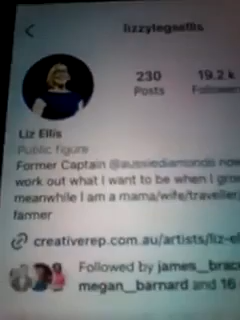 lizzylegsellis
230
19.2k
Posts
Follower
Liz Ellis
Public figure
Former Captain @aussiediamonds now
work out what I want to be when I grow
meanwhile I am a mama/wife/traveller/
farmer
creativerep.com.au/artists/liz-el
Followed by james_brac
megan_barnard and 16